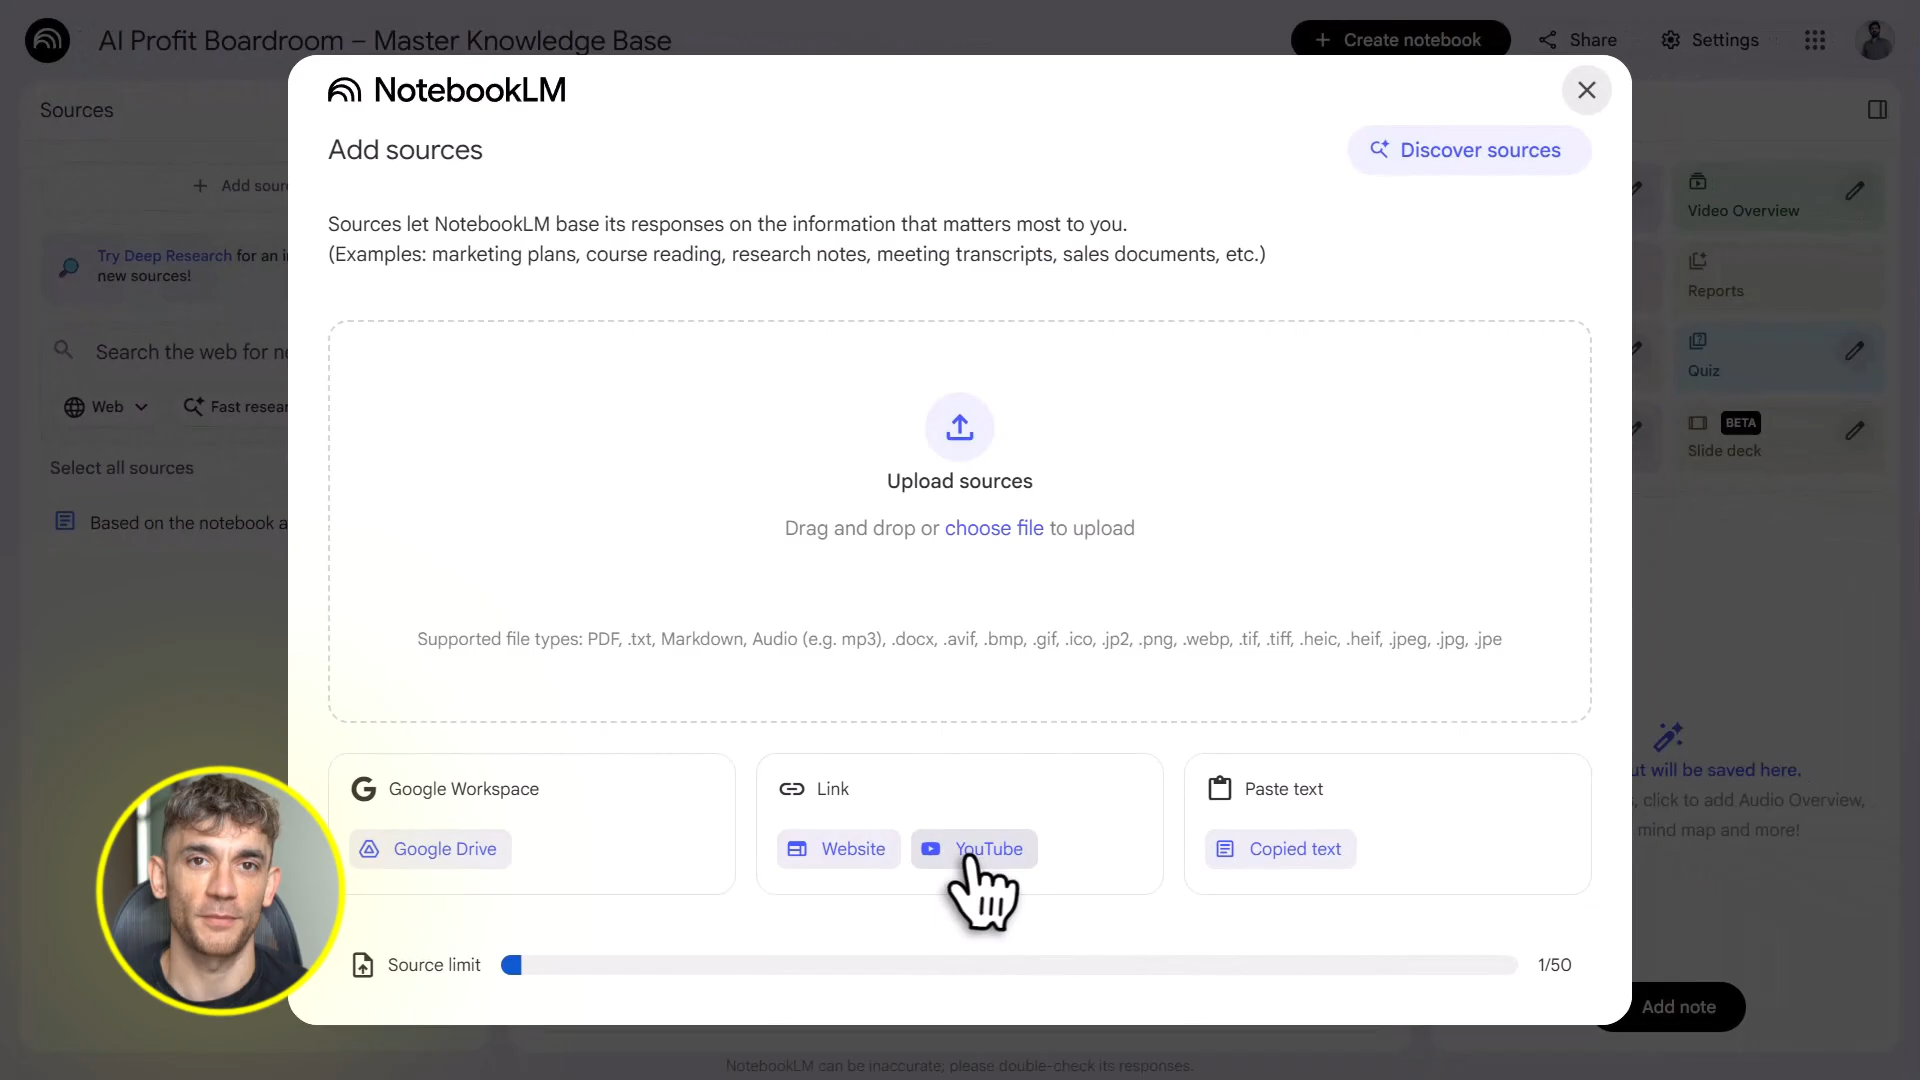 AI Profit Boardroom – Master Knowledge Base
Create notebook
Share
Settings
Sources
NotebookLM
Add sources
Discover sources
Sources let NotebookLM base its responses on the information that matters most to you.
(Examples: marketing plans, course reading, research notes, meeting transcripts, sales documents, etc.)
Try Deep Research for an
new sources!
Search the web for
Web
Fast
Select all sources
Based on the notebook
Upload sources
Drag and drop or choose file to upload
Supported file types: PDF, .txt, Markdown, Audio (e.g. mp3), .docx, .avif, .bmp, .gif, .ico, .jp2, .png, .webp, .tif, .tiff, .heic, .heif, .jpeg, .jpg, .jpe
Google Workspace
Google Drive
Link
Website
YouTube
Paste text
Copied text
Source limit
1/50
Video Overview
Reports
Quiz
BETA
Slide deck
will be saved here.
click to add Audio Overview,
mind map and more!
Add note
NotebookLM can be inaccurate; please double-check its responses.